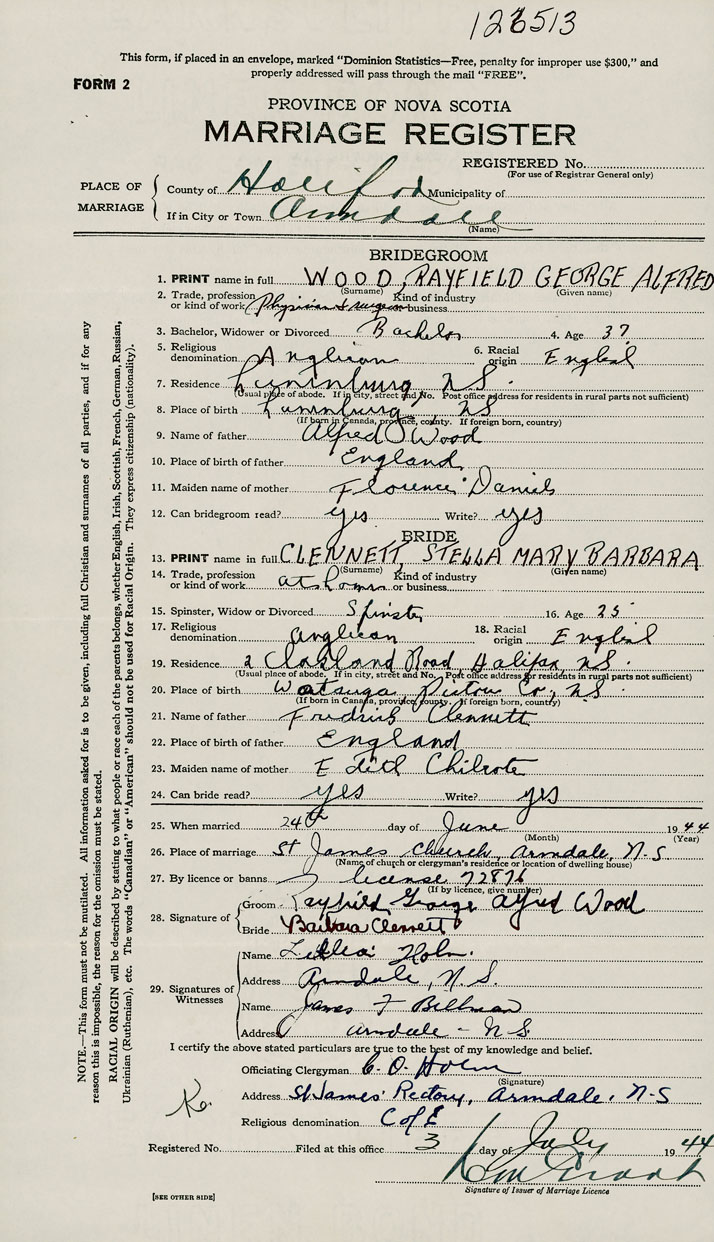 123513
This form, if placed in an envelope, marked "Dominion Statistics—Free, penalty for improper use $300," and
properly addressed will pass through the mail "FREE".
FORM 2
PROVINCE OF NOVA SCOTIA
MARRIAGE REGISTER
REGISTERED No.
(For use of Registrar General only)
PLACE OF MARRIAGE
County of Halifax Municipality of
If in City or Town Armdale
(Name)
BRIDEGROOM
1. PRINT name in full WOOD, RAYFIELD GEORGE ALFRED
(Surname) (Given name)
2. Trade, profession or kind of work Physician & surgeon Kind of industry or business
3. Bachelor, Widower or Divorced Bachelor 4. Age 37
5. Religious denomination Anglican 6. Racial origin English
7. Residence Lunenburg NS.
(Usual place of abode. If in city, street and No. Post office address for residents in rural parts not sufficient)
8. Place of birth Lunenburg, NS
(If born in Canada, province, county. If foreign born, country)
9. Name of father Alfred O Wood
10. Place of birth of father England
11. Maiden name of mother Florence Daniels
12. Can bridegroom read? yes Write? yes
BRIDE
13. PRINT name in full CLENNETT, STELLA MARY BARBARA
(Surname) (Given name)
14. Trade, profession or kind of work at home Kind of industry or business
15. Spinster, Widow or Divorced Spinster 16. Age 25
17. Religious denomination Anglican 18. Racial origin English
19. Residence 2 Oakland Road, Halifax, NS.
(Usual place of abode. If in city, street and No. Post office address for residents in rural parts not sufficient)
20. Place of birth Pictou Co., NS.
(If born in Canada, province, county. If foreign born, country)
21. Name of father Fredrick Clennett
22. Place of birth of father England
23. Maiden name of mother Edith
24. Can bride read? yes Write? yes
25. When married 24th day of June 1944
(Month) (Year)
26. Place of marriage St James Church, Armdale, N.S
(Name of church or clergyman's residence or location of dwelling house)
27. By licence or banns license 72876
(If by licence, give number)
28. Signature of
Groom Rayfield George Alfred Wood
Bride Barbara Clennett
29. Signatures of Witnesses
Name Holm.
Address Armdale, N.S.
Name James F Billman
Address Armdale - N.S.
I certify the above stated particulars are true to the best of my knowledge and belief.
Officiating Clergyman C. O. Holm
(Signature)
Address St James' Rectory, Armdale, N-S
Religious denomination C of E
Registered No. Filed at this office 3 day of July 1944
Signature of Issuer of Marriage Licence
[SEE OTHER SIDE]
NOTE.—This form must not be mutilated. All information asked for is to be given, including full Christian and surnames of all parties, and if for any
reason this is impossible, the reason for the omission must be stated.
RACIAL ORIGIN will be described by stating to what people or race each of the parents belongs, whether English, Irish, Scottish, French, German, Russian,
Ukrainian (Ruthenian), etc. The words "Canadian" or "American" should not be used for Racial Origin. They express citizenship (nationality).